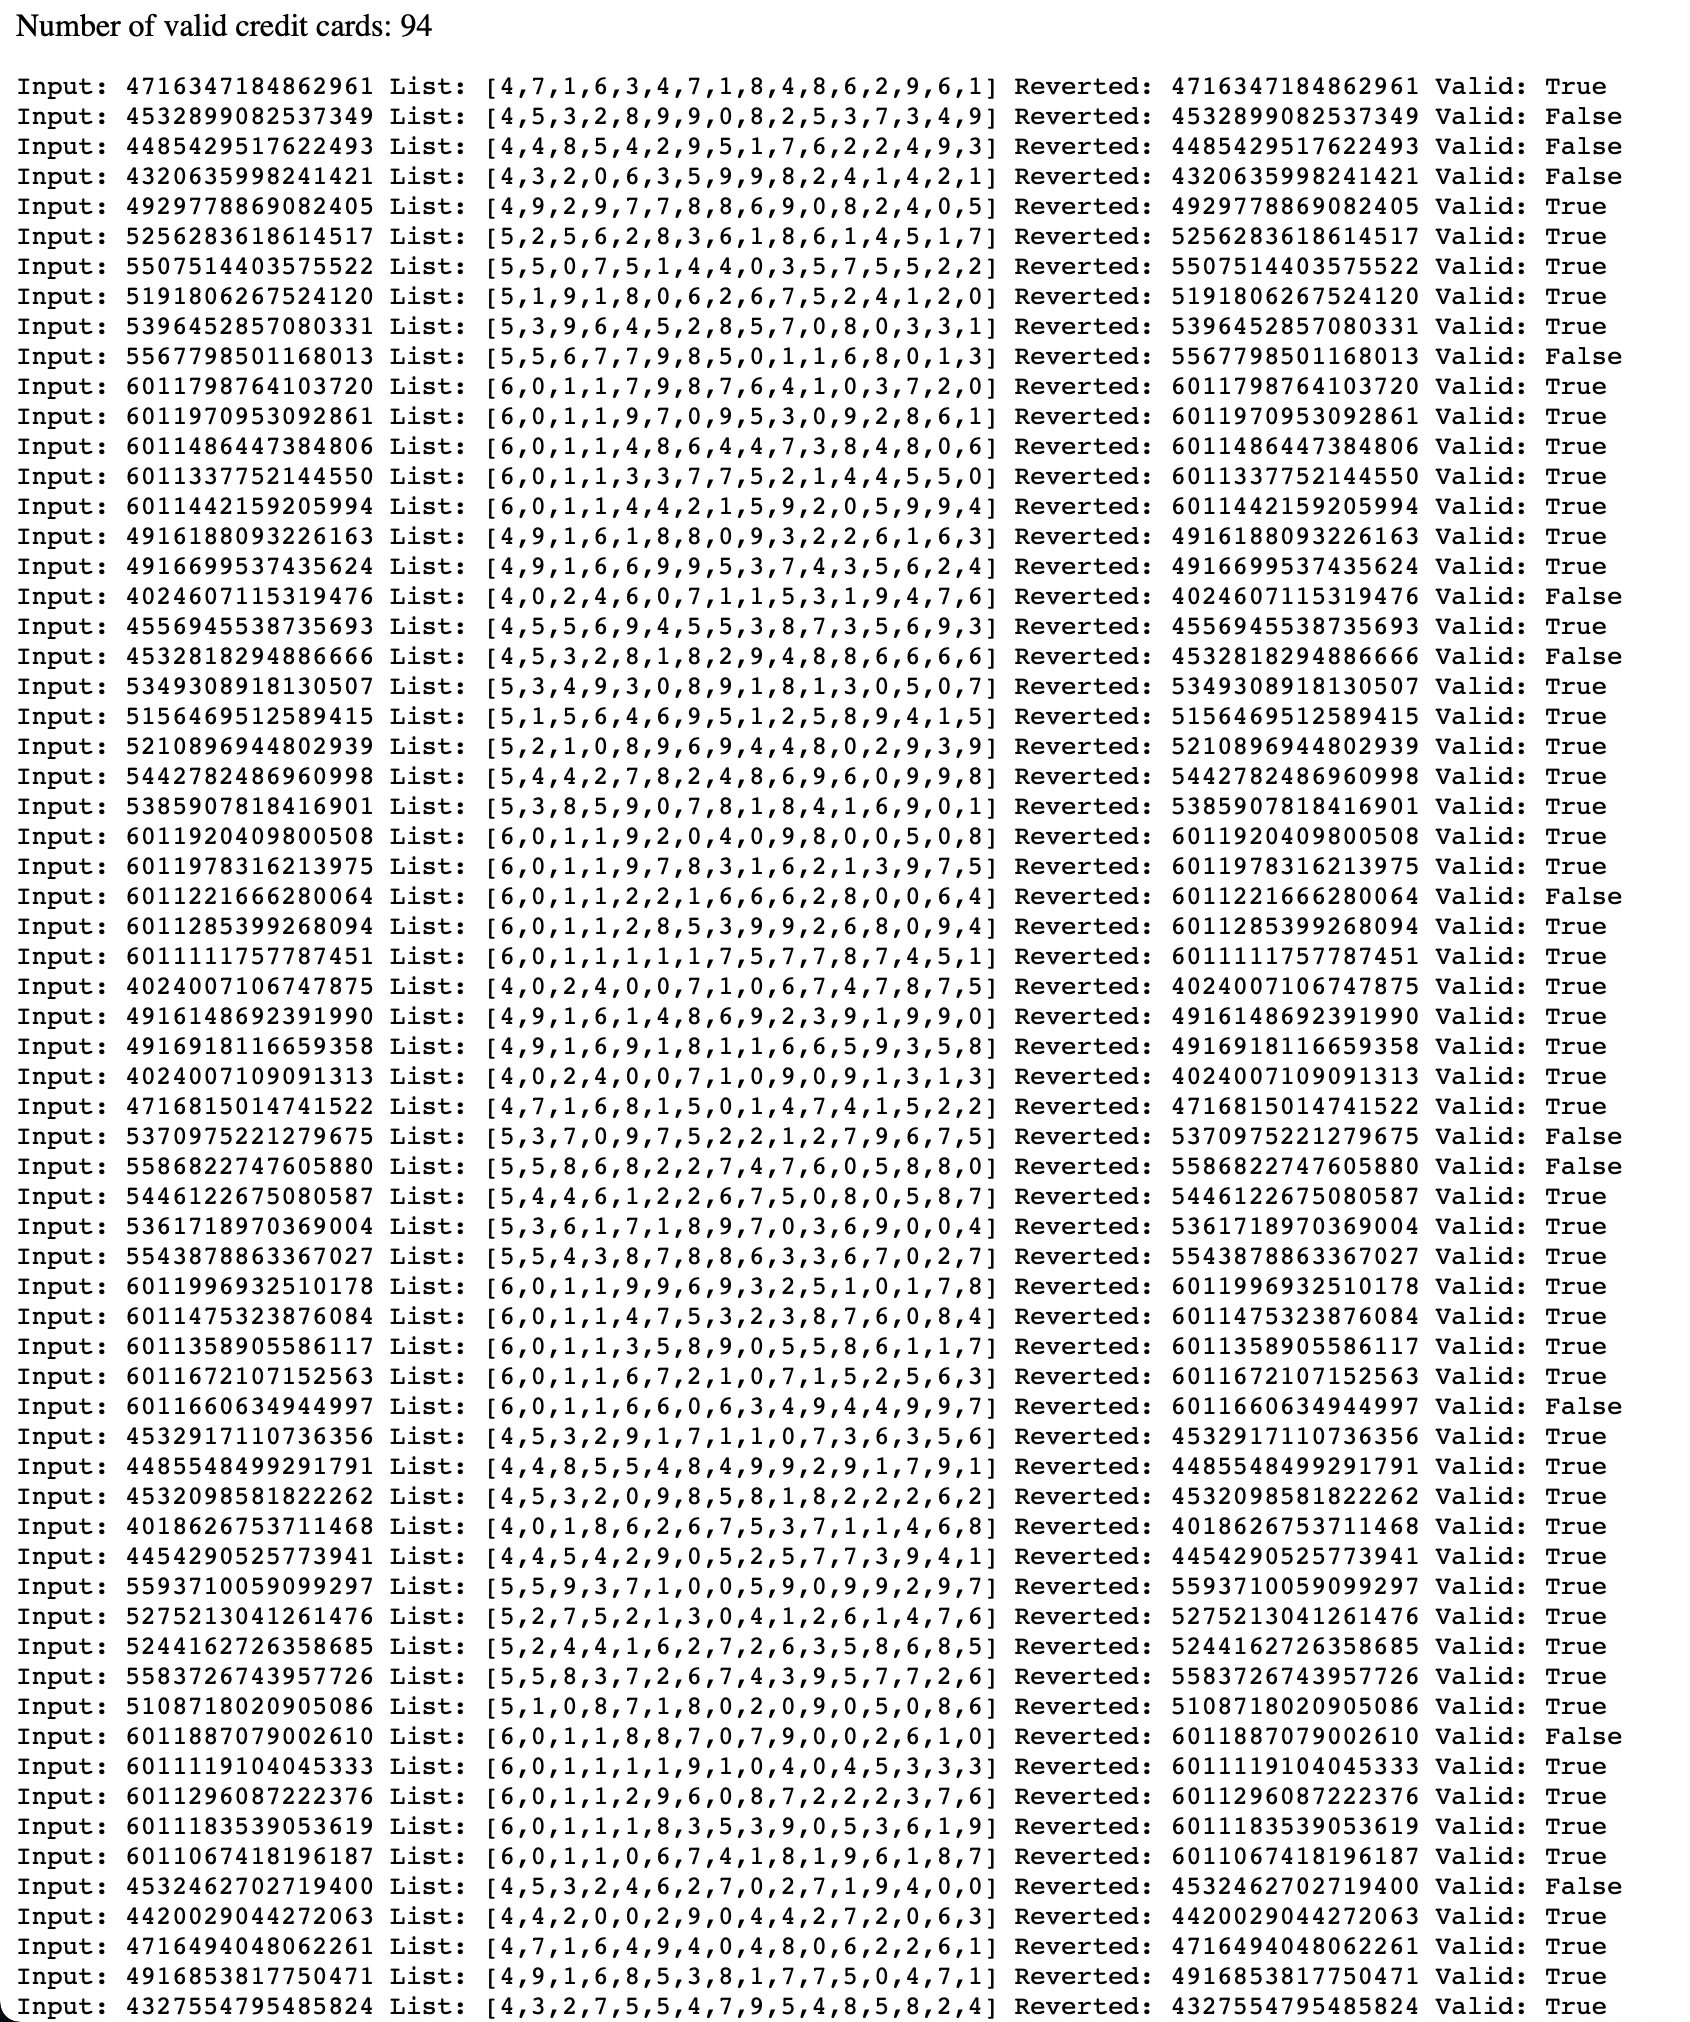 Number of valid credit cards: 94
Input: 4716347184862961 List: [4,7,1,6,3,4,7,1,8,4,8,6,2,9,6,1] Reverted: 4716347184862961 Valid: True
Input: 4532899082537349 List: [4,5,3,2,8,9,9,0,8,2,5,3,7,3,4,9] Reverted: 4532899082537349 Valid: False
Input: 4485429517622493 List: [4,4,8,5,4,2,9,5,1,7,6,2,2,4,9,3] Reverted: 4485429517622493 Valid: False
Input: 4320635998241421 List: [4,3,2,0,6,3,5,9,9,8,2,4,1,4,2,1] Reverted: 4320635998241421 Valid: False
Input: 4929778869082405 List: [4,9,2,9,7,7,8,8,6,9,0,8,2,4,0,5] Reverted: 4929778869082405 Valid: True
Input: 5256283618614517 List: [5,2,5,6,2,8,3,6,1,8,6,1,4,5,1,7] Reverted: 5256283618614517 Valid: True
Input: 5507514403575522 List: [5,5,0,7,5,1,4,4,0,3,5,7,5,5,2,2] Reverted: 5507514403575522 Valid: True
Input: 5191806267524120 List: [5,1,9,1,8,0,6,2,6,7,5,2,4,1,2,0] Reverted: 5191806267524120 Valid: True
Input: 5396452857080331 List: [5,3,9,6,4,5,2,8,5,7,0,8,0,3,3,1] Reverted: 5396452857080331 Valid: True
Input: 5567798501168013 List: [5,5,6,7,7,9,8,5,0,1,1,6,8,0,1,3] Reverted: 5567798501168013 Valid: False
Input: 6011798764103720 List: [6,0,1,1,7,9,8,7,6,4,1,0,3,7,2,0] Reverted: 6011798764103720 Valid: True
Input: 6011970953092861 List: [6,0,1,1,9,7,0,9,5,3,0,9,2,8,6,1] Reverted: 6011970953092861 Valid: True
Input: 6011486447384806 List: [6,0,1,1,4,8,6,4,4,7,3,8,4,8,0,6] Reverted: 6011486447384806 Valid: True
Input: 6011337752144550 List: [6,0,1,1,3,3,7,7,5,2,1,4,4,5,5,0] Reverted: 6011337752144550 Valid: True
Input: 6011442159205994 List: [6,0,1,1,4,4,2,1,5,9,2,0,5,9,9,4] Reverted: 6011442159205994 Valid: True
Input: 4916188093226163 List: [4,9,1,6,1,8,8,0,9,3,2,2,6,1,6,3] Reverted: 4916188093226163 Valid: True
Input: 4916699537435624 List: [4,9,1,6,6,9,9,5,3,7,4,3,5,6,2,4] Reverted: 4916699537435624 Valid: True
Input: 4024607115319476 List: [4,0,2,4,6,0,7,1,1,5,3,1,9,4,7,6] Reverted: 4024607115319476 Valid: False
Input: 4556945538735693 List: [4,5,5,6,9,4,5,5,3,8,7,3,5,6,9,3] Reverted: 4556945538735693 Valid: True
Input: 4532818294886666 List: [4,5,3,2,8,1,8,2,9,4,8,8,6,6,6,6] Reverted: 4532818294886666 Valid: False
Input: 5349308918130507 List: [5,3,4,9,3,0,8,9,1,8,1,3,0,5,0,7] Reverted: 5349308918130507 Valid: True
Input: 5156469512589415 List: [5,1,5,6,4,6,9,5,1,2,5,8,9,4,1,5] Reverted: 5156469512589415 Valid: True
Input: 5210896944802939 List: [5,2,1,0,8,9,6,9,4,4,8,0,2,9,3,9] Reverted: 5210896944802939 Valid: True
Input: 5442782486960998 List: [5,4,4,2,7,8,2,4,8,6,9,6,0,9,9,8] Reverted: 5442782486960998 Valid: True
Input: 5385907818416901 List: [5,3,8,5,9,0,7,8,1,8,4,1,6,9,0,1] Reverted: 5385907818416901 Valid: True
Input: 6011920409800508 List: [6,0,1,1,9,2,0,4,0,9,8,0,0,5,0,8] Reverted: 6011920409800508 Valid: True
Input: 6011978316213975 List: [6,0,1,1,9,7,8,3,1,6,2,1,3,9,7,5] Reverted: 6011978316213975 Valid: True
Input: 6011221666280064 List: [6,0,1,1,2,2,1,6,6,6,2,8,0,0,6,4] Reverted: 6011221666280064 Valid: False
Input: 6011285399268094 List: [6,0,1,1,2,8,5,3,9,9,2,6,8,0,9,4] Reverted: 6011285399268094 Valid: True
Input: 6011111757787451 List: [6,0,1,1,1,1,1,7,5,7,7,8,7,4,5,1] Reverted: 6011111757787451 Valid: True
Input: 4024007106747875 List: [4,0,2,4,0,0,7,1,0,6,7,4,7,8,7,5] Reverted: 4024007106747875 Valid: True
Input: 4916148692391990 List: [4,9,1,6,1,4,8,6,9,2,3,9,1,9,9,0] Reverted: 4916148692391990 Valid: True
Input: 4916918116659358 List: [4,9,1,6,9,1,8,1,1,6,6,5,9,3,5,8] Reverted: 4916918116659358 Valid: True
Input: 4024007109091313 List: [4,0,2,4,0,0,7,1,0,9,0,9,1,3,1,3] Reverted: 4024007109091313 Valid: True
Input: 4716815014741522 List: [4,7,1,6,8,1,5,0,1,4,7,4,1,5,2,2] Reverted: 4716815014741522 Valid: True
Input: 5370975221279675 List: [5,3,7,0,9,7,5,2,2,1,2,7,9,6,7,5] Reverted: 5370975221279675 Valid: False
Input: 5586822747605880 List: [5,5,8,6,8,2,2,7,4,7,6,0,5,8,8,0] Reverted: 5586822747605880 Valid: False
Input: 5446122675080587 List: [5,4,4,6,1,2,2,6,7,5,0,8,0,5,8,7] Reverted: 5446122675080587 Valid: True
Input: 5361718970369004 List: [5,3,6,1,7,1,8,9,7,0,3,6,9,0,0,4] Reverted: 5361718970369004 Valid: True
Input: 5543878863367027 List: [5,5,4,3,8,7,8,8,6,3,3,6,7,0,2,7] Reverted: 5543878863367027 Valid: True
Input: 6011996932510178 List: [6,0,1,1,9,9,6,9,3,2,5,1,0,1,7,8] Reverted: 6011996932510178 Valid: True
Input: 6011475323876084 List: [6,0,1,1,4,7,5,3,2,3,8,7,6,0,8,4] Reverted: 6011475323876084 Valid: True
Input: 6011358905586117 List: [6,0,1,1,3,5,8,9,0,5,5,8,6,1,1,7] Reverted: 6011358905586117 Valid: True
Input: 6011672107152563 List: [6,0,1,1,6,7,2,1,0,7,1,5,2,5,6,3] Reverted: 6011672107152563 Valid: True
Input: 6011660634944997 List: [6,0,1,1,6,6,0,6,3,4,9,4,4,9,9,7] Reverted: 6011660634944997 Valid: False
Input: 4532917110736356 List: [4,5,3,2,9,1,7,1,1,0,7,3,6,3,5,6] Reverted: 4532917110736356 Valid: True
Input: 4485548499291791 List: [4,4,8,5,5,4,8,4,9,9,2,9,1,7,9,1] Reverted: 4485548499291791 Valid: True
Input: 4532098581822262 List: [4,5,3,2,0,9,8,5,8,1,8,2,2,2,6,2] Reverted: 4532098581822262 Valid: True
Input: 4018626753711468 List: [4,0,1,8,6,2,6,7,5,3,7,1,1,4,6,8] Reverted: 4018626753711468 Valid: True
Input: 4454290525773941 List: [4,4,5,4,2,9,0,5,2,5,7,7,3,9,4,1] Reverted: 4454290525773941 Valid: True
Input: 5593710059099297 List: [5,5,9,3,7,1,0,0,5,9,0,9,9,2,9,7] Reverted: 5593710059099297 Valid: True
Input: 5275213041261476 List: [5,2,7,5,2,1,3,0,4,1,2,6,1,4,7,6] Reverted: 5275213041261476 Valid: True
Input: 5244162726358685 List: [5,2,4,4,1,6,2,7,2,6,3,5,8,6,8,5] Reverted: 5244162726358685 Valid: True
Input: 5583726743957726 List: [5,5,8,3,7,2,6,7,4,3,9,5,7,7,2,6] Reverted: 5583726743957726 Valid: True
Input: 5108718020905086 List: [5,1,0,8,7,1,8,0,2,0,9,0,5,0,8,6] Reverted: 5108718020905086 Valid: True
Input: 6011887079002610 List: [6,0,1,1,8,8,7,0,7,9,0,0,2,6,1,0] Reverted: 6011887079002610 Valid: False
Input: 6011119104045333 List: [6,0,1,1,1,1,9,1,0,4,0,4,5,3,3,3] Reverted: 6011119104045333 Valid: True
Input: 6011296087222376 List: [6,0,1,1,2,9,6,0,8,7,2,2,2,3,7,6] Reverted: 6011296087222376 Valid: True
Input: 6011183539053619 List: [6,0,1,1,1,8,3,5,3,9,0,5,3,6,1,9] Reverted: 6011183539053619 Valid: True
Input: 6011067418196187 List: [6,0,1,1,0,6,7,4,1,8,1,9,6,1,8,7] Reverted: 6011067418196187 Valid: True
Input: 4532462702719400 List: [4,5,3,2,4,6,2,7,0,2,7,1,9,4,0,0] Reverted: 4532462702719400 Valid: False
Input: 4420029044272063 List: [4,4,2,0,0,2,9,0,4,4,2,7,2,0,6,3] Reverted: 4420029044272063 Valid: True
Input: 4716494048062261 List: [4,7,1,6,4,9,4,0,4,8,0,6,2,2,6,1] Reverted: 4716494048062261 Valid: True
Input: 4916853817750471 List: [4,9,1,6,8,5,3,8,1,7,7,5,0,4,7,1] Reverted: 4916853817750471 Valid: True
Input: 4327554795485824 List: [4,3,2,7,5,5,4,7,9,5,4,8,5,8,2,4] Reverted: 4327554795485824 Valid: True